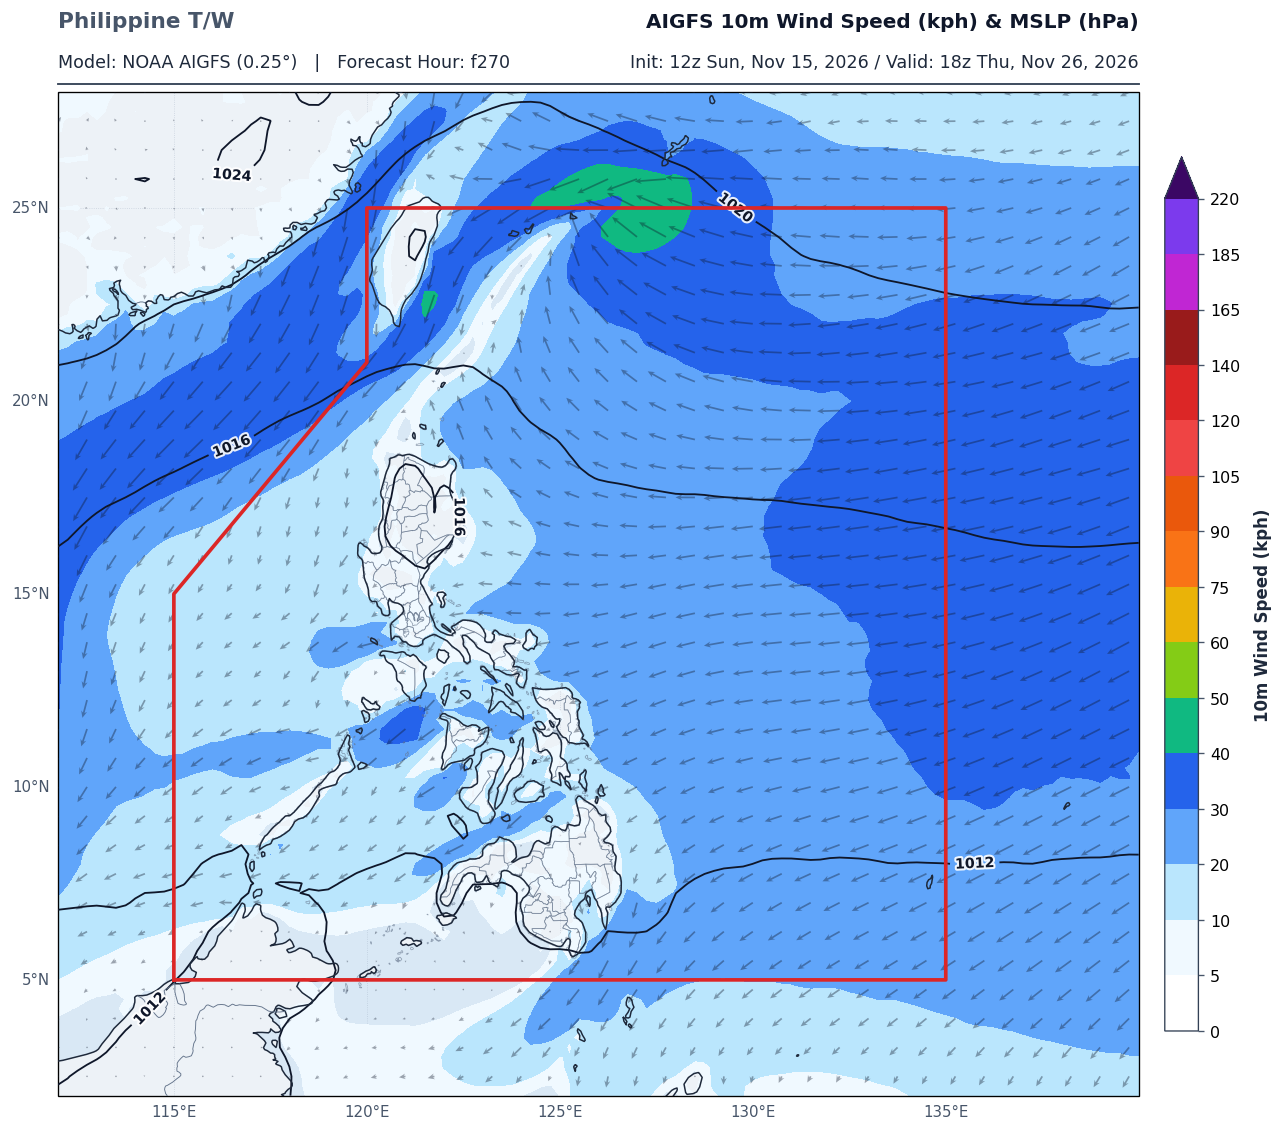 Philippine T/W
AIGFS 10m Wind Speed (kph) & MSLP (hPa)
Model: NOAA AIGFS (0.25°) | Forecast Hour: f270
Init: 12z Sun, Nov 15, 2026 / Valid: 18z Thu, Nov 26, 2026
1024
1020
1016
1016
1012
1012
25°N
20°N
15°N
10°N
5°N
115°E
120°E
125°E
130°E
135°E
220
185
165
140
120
105
90
75
60
50
40
30
20
10
5
0
10m Wind Speed (kph)